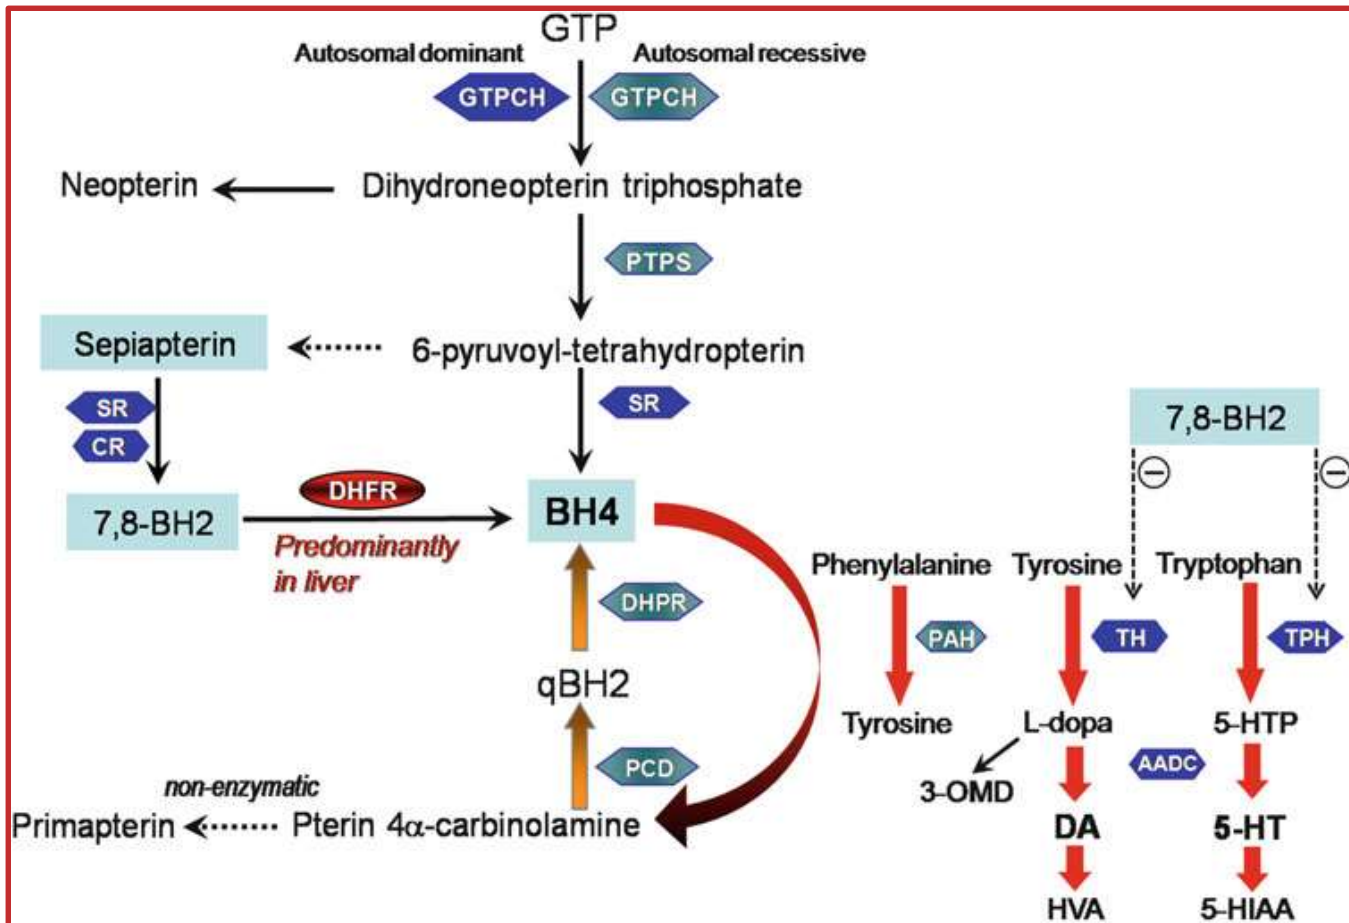 GTP
Autosomal dominant
Autosomal recessive
GTPCH
GTPCH
Neopterin
Dihydroneopterin triphosphate
PTPS
Sepiapterin
6-pyruvoyl-tetrahydropterin
SR
CR
SR
7,8-BH2
DHFR
Predominantly
in liver
BH4
DHPR
qBH2
PCD
non-enzymatic
Primapterin
Pterin 4α-carbinolamine
7,8-BH2
−
−
Phenylalanine
Tyrosine
Tryptophan
PAH
TH
TPH
Tyrosine
L-dopa
5-HTP
3-OMD
AADC
DA
5-HT
HVA
5-HIAA